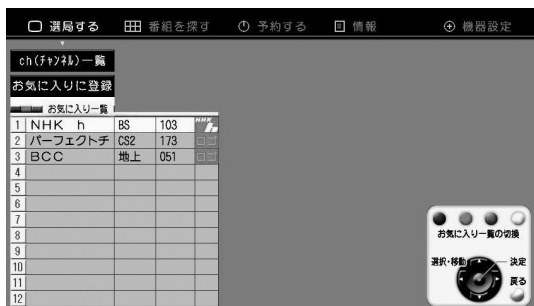 選局する 番組を探す 予約する 情報 機器設定
ch(チャンネル)一覧
お気に入りに登録
お気に入り一覧
1 NHK h BS 103 NHK h
2 パーフェクトチ CS2 173
3 BCC 地上 051
4
5
6
7
8
9
10
11
12
お気に入り一覧の切換
選択・移動 決定
戻る